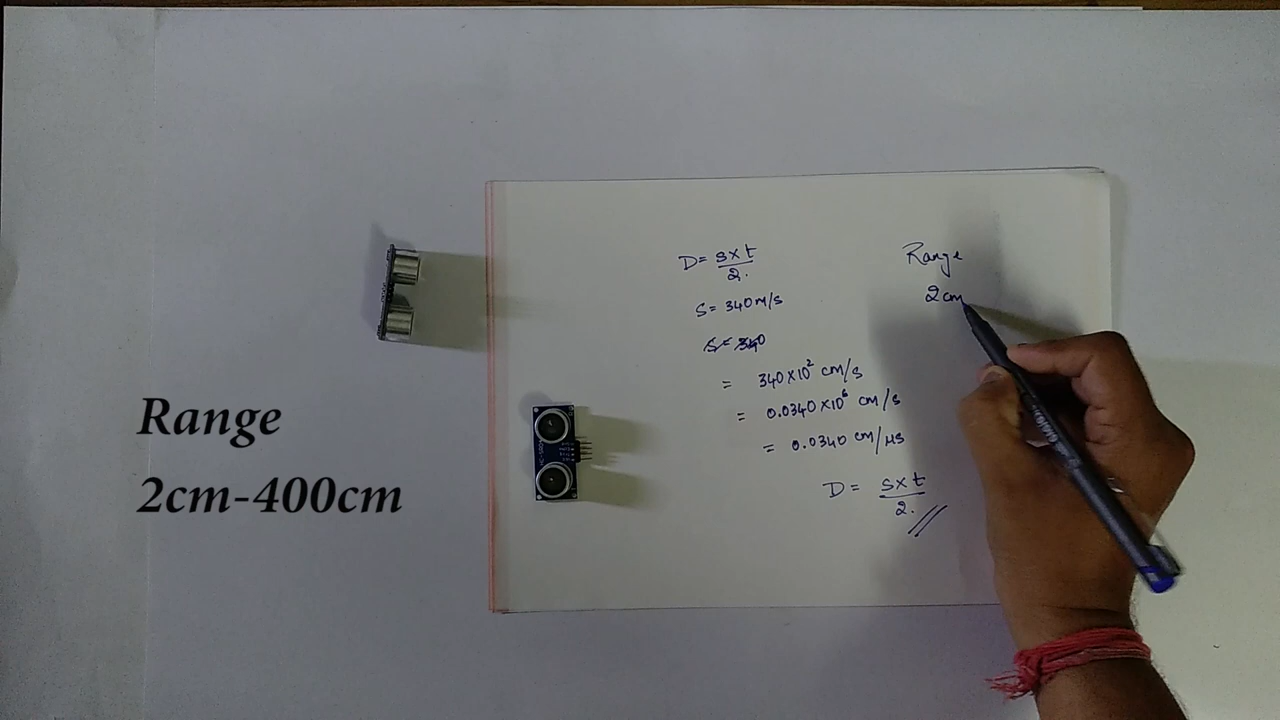 D = s x t
2.
S = 340 m/s
S = 340
= 340 x 10² cm/s
= 0.0340 x 10⁶ cm/s
= 0.0340 cm/μs
D = s x t
2.
Range
2cm
Range
2cm-400cm